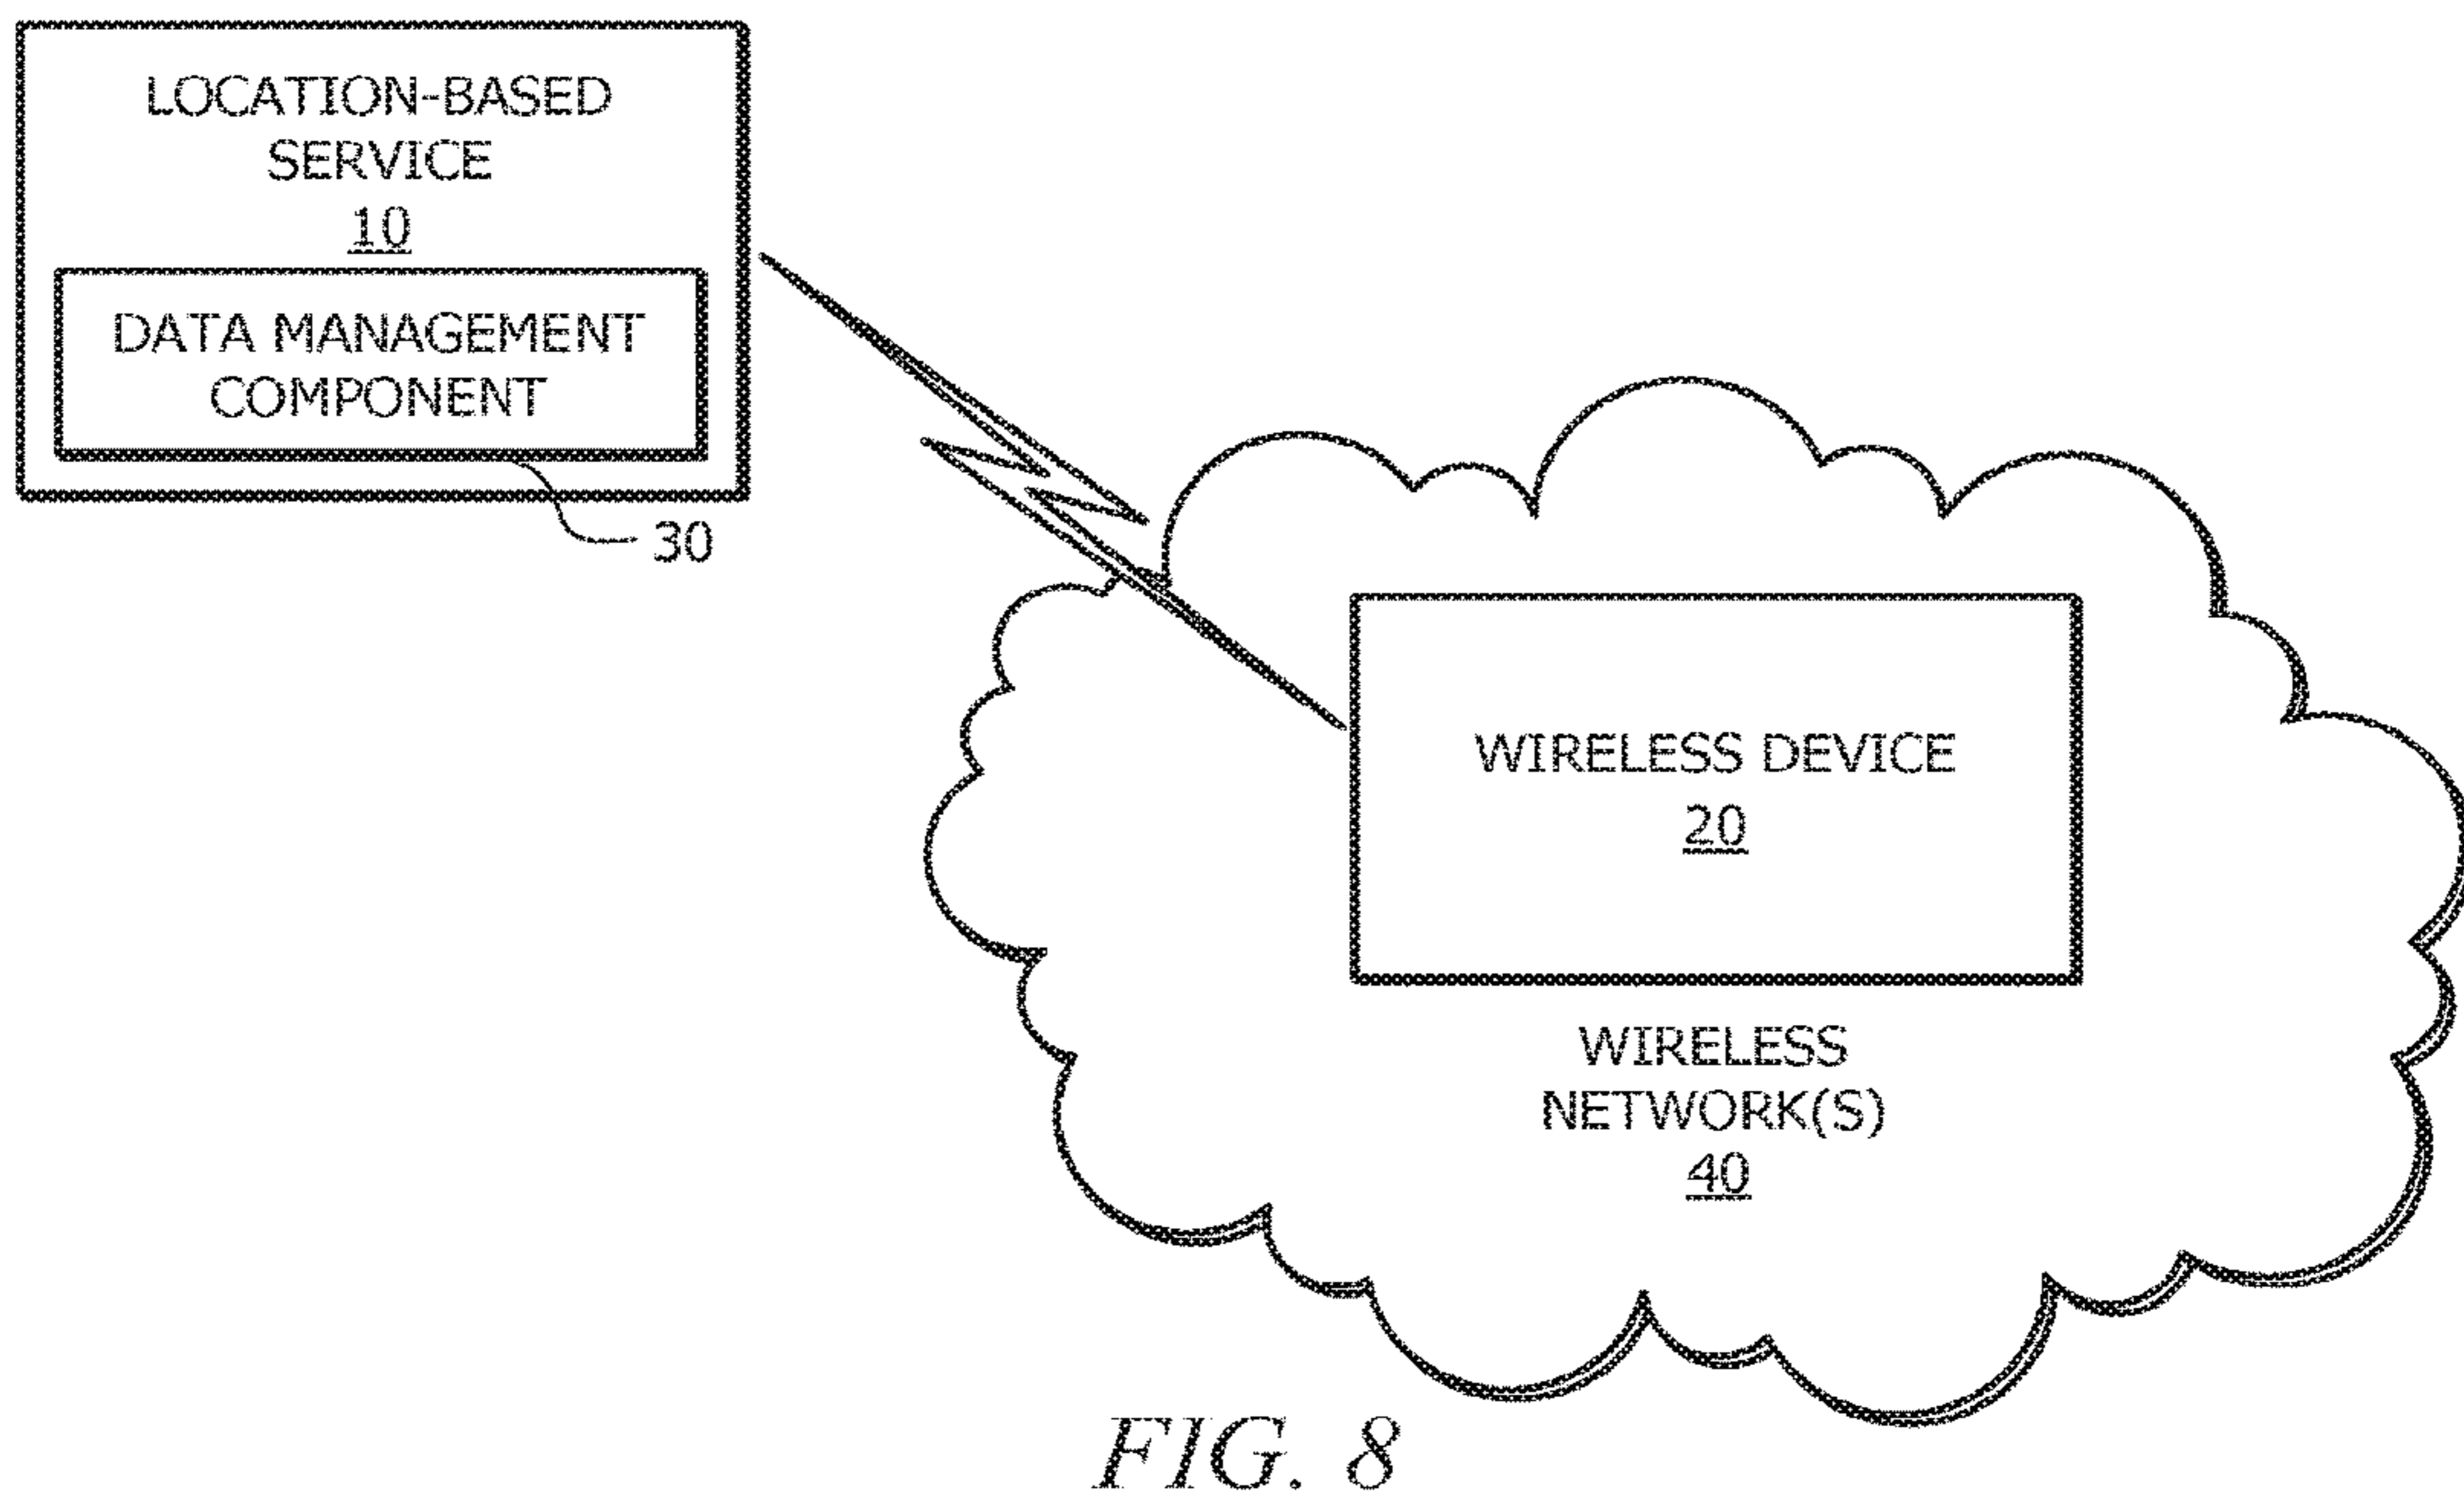 LOCATION-BASED
SERVICE
10
DATA MANAGEMENT
COMPONENT
30
WIRELESS DEVICE
20
WIRELESS
NETWORK(S)
40
FIG. 8